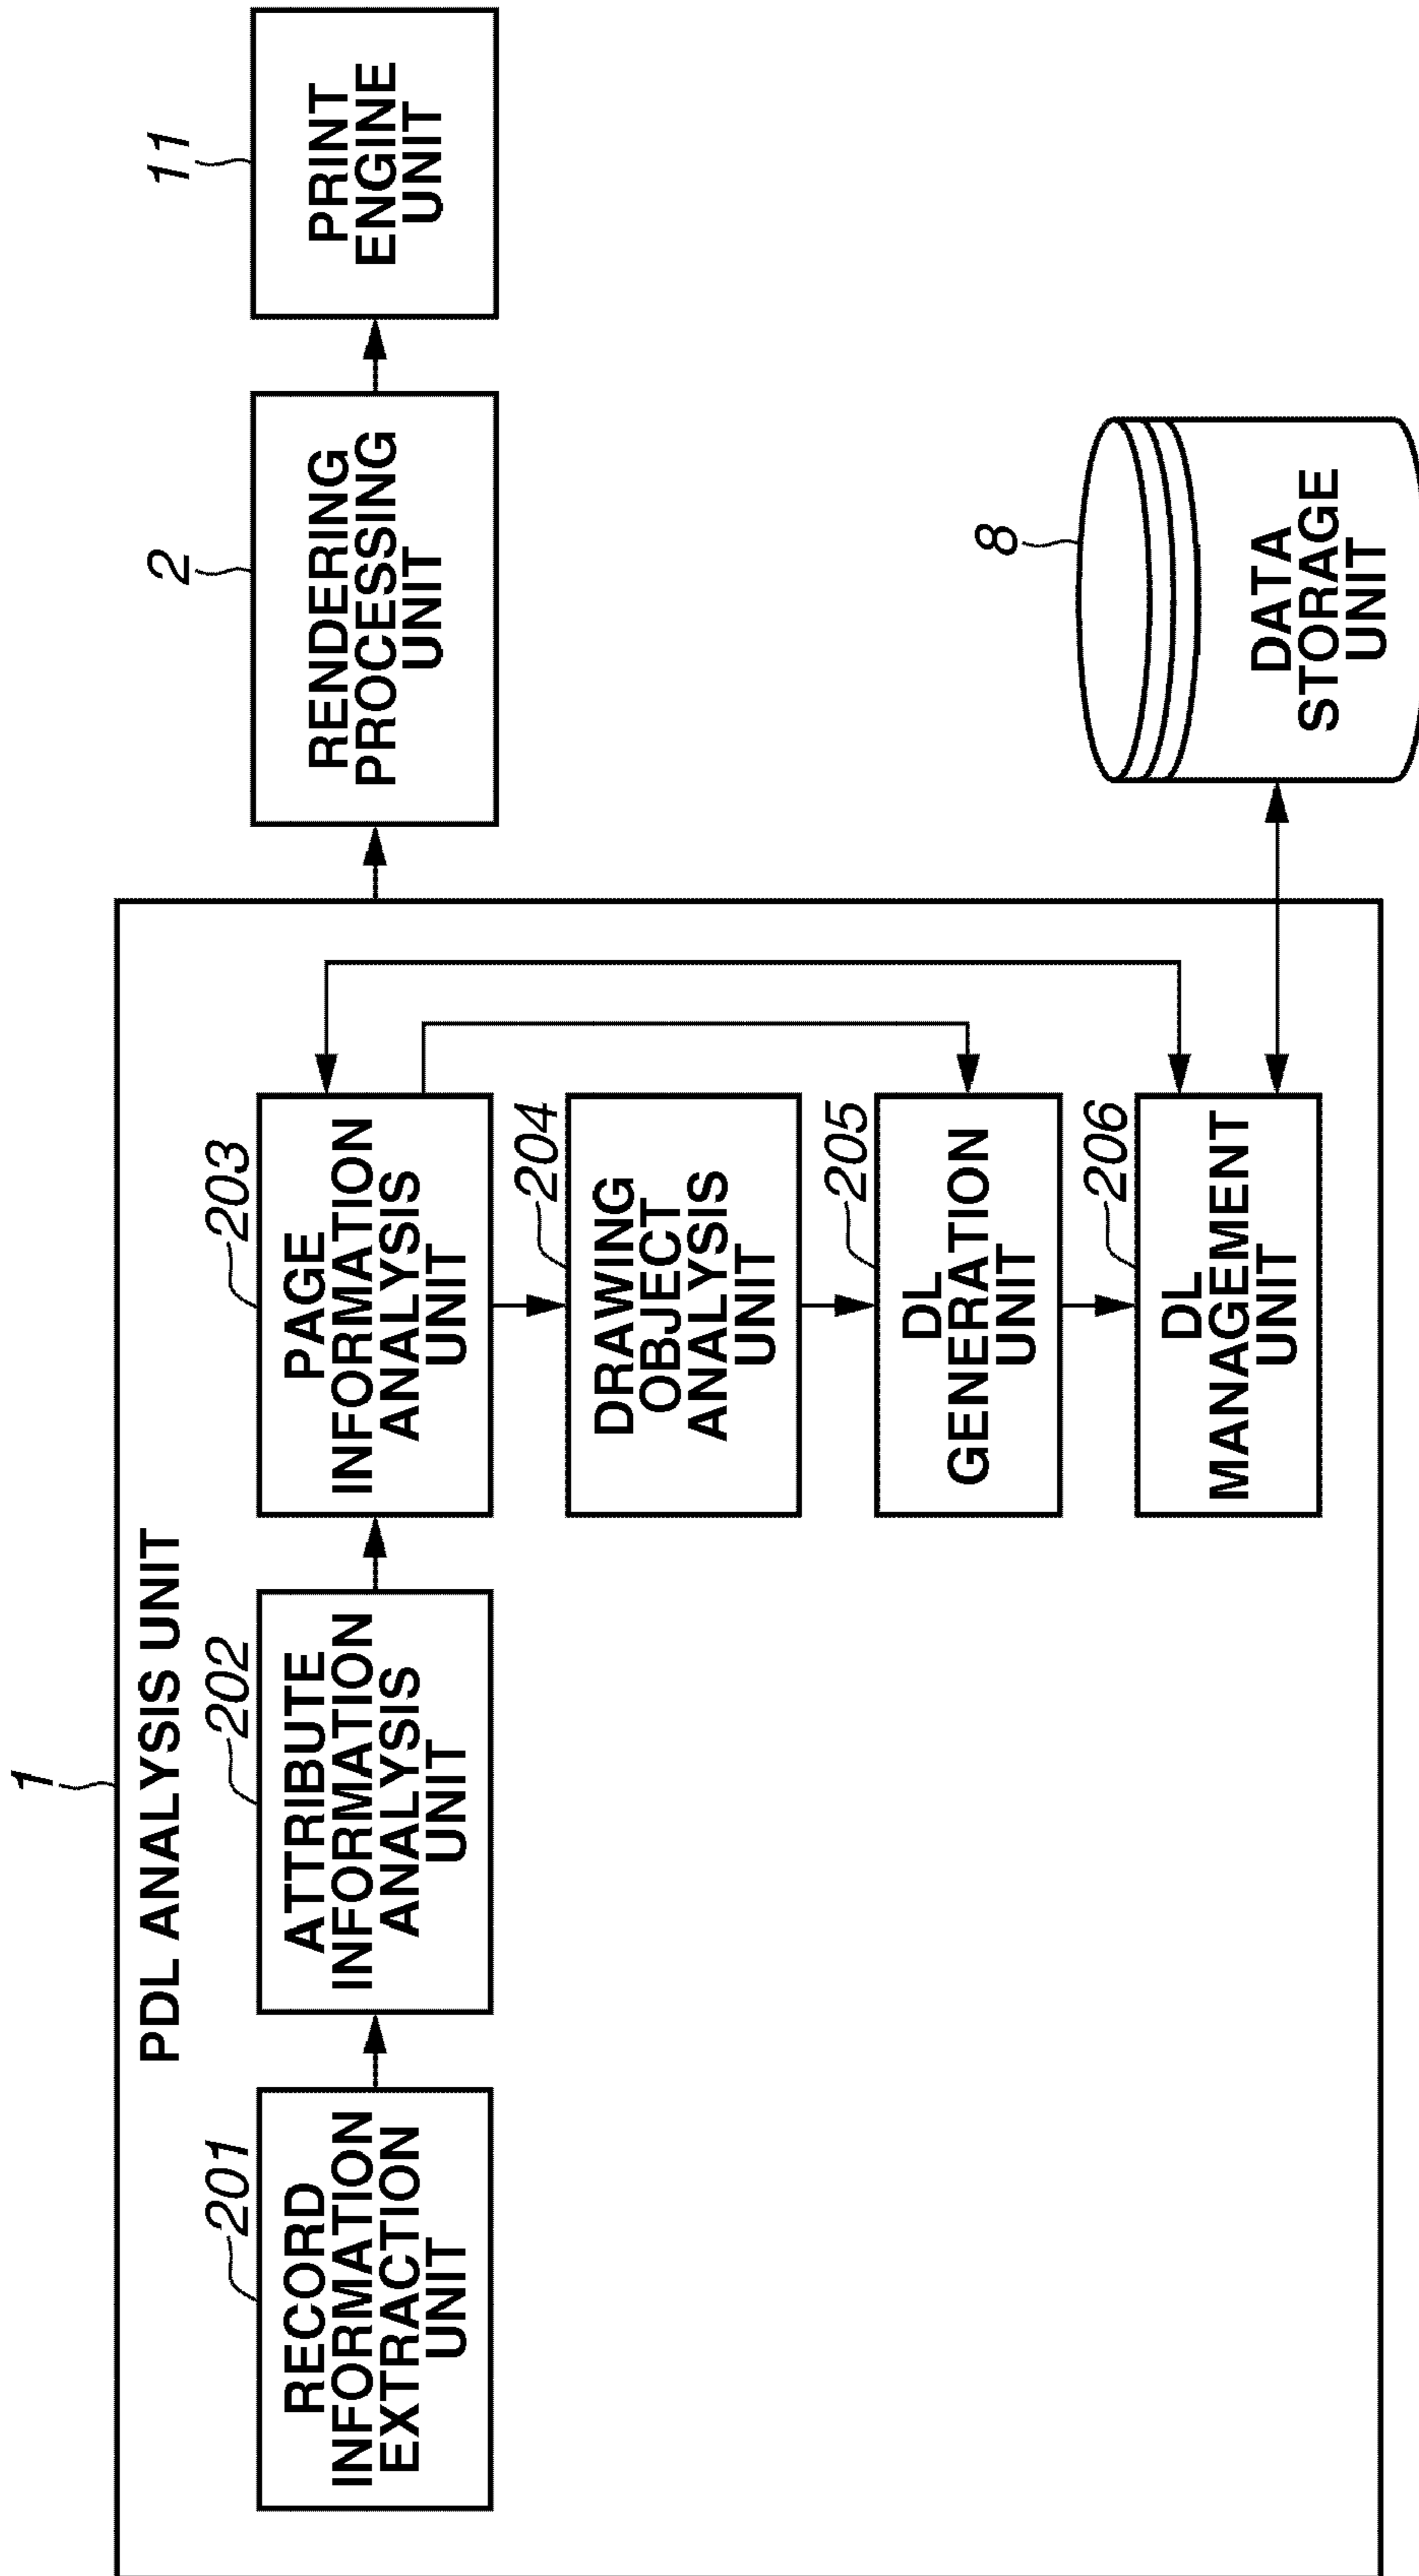 1
PDL ANALYSIS UNIT
201
RECORD
INFORMATION
EXTRACTION
UNIT
202
ATTRIBUTE
INFORMATION
ANALYSIS
UNIT
203
PAGE
INFORMATION
ANALYSIS
UNIT
204
DRAWING
OBJECT
ANALYSIS
UNIT
205
DL
GENERATION
UNIT
206
DL
MANAGEMENT
UNIT
2
RENDERING
PROCESSING
UNIT
11
PRINT
ENGINE
UNIT
8
DATA
STORAGE
UNIT